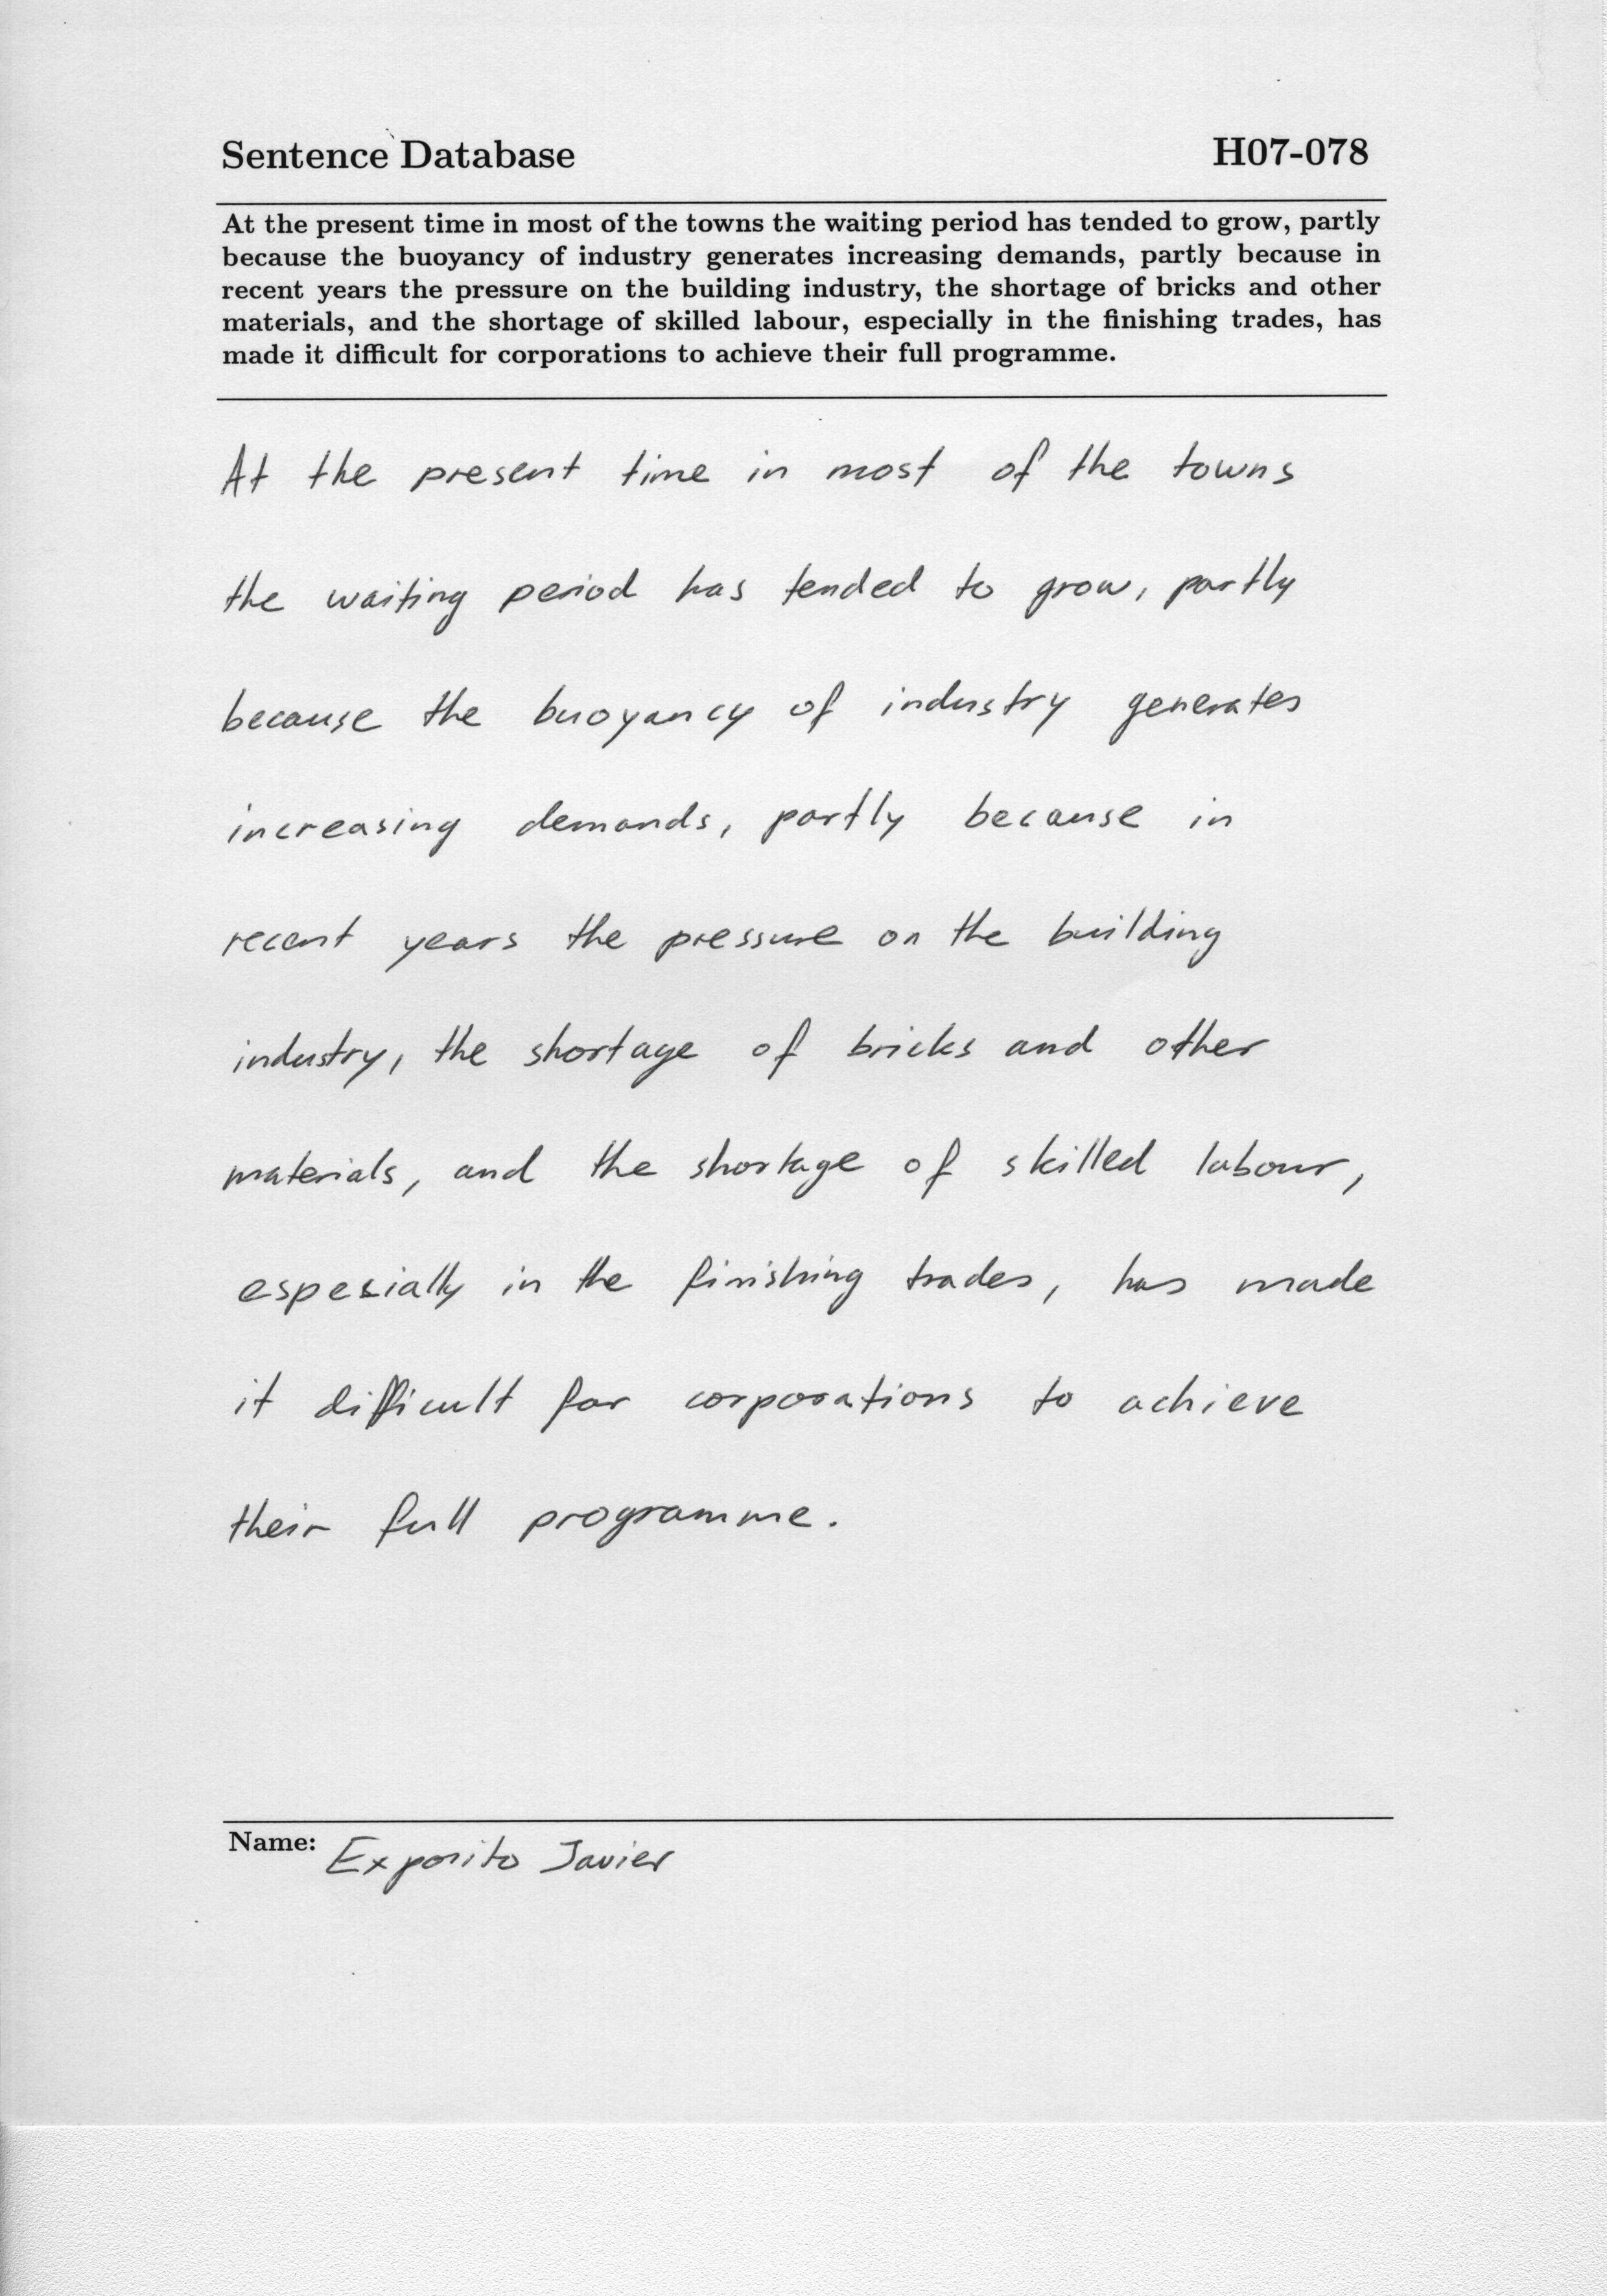 Sentence Database H07-078
At the present time in most of the towns the waiting period has tended to grow, partly
because the buoyancy of industry generates increasing demands, partly because in
recent years the pressure on the building industry, the shortage of bricks and other
materials, and the shortage of skilled labour, especially in the finishing trades, has
made it difficult for corporations to achieve their full programme.
At the present time in most of the towns
the waiting period has tended to grow, partly
because the buoyancy of industry generates
increasing demands, partly because in
recent years the pressure on the building
industry, the shortage of bricks and other
materials, and the shortage of skilled labour,
especially in the finishing trades, has made
it difficult for corporations to achieve
their full programme.
Name: Exposito Javier